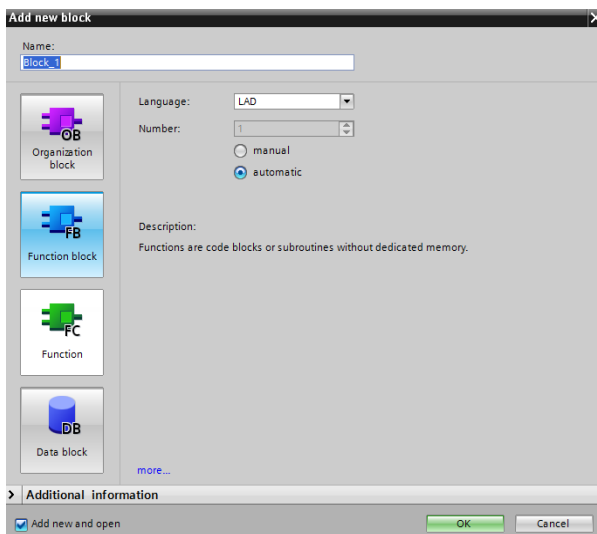 Add new block
Name:
Block_1
OB
Organization
block
FB
Function block
FC
Function
DB
Data block
Language:
LAD
Number:
1
manual
automatic
Description:
Functions are code blocks or subroutines without dedicated memory.
more...
> Additional information
Add new and open
OK
Cancel